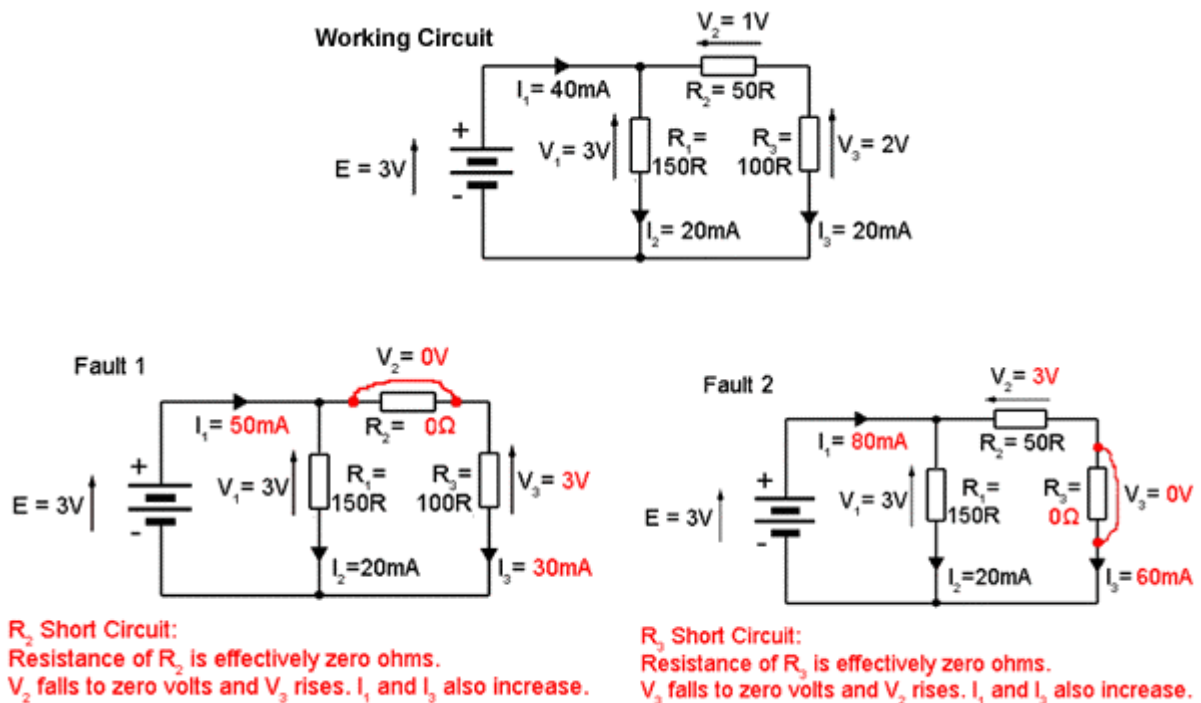 Working Circuit
V₂= 1V
I₁= 40mA
R₂= 50R
+
E = 3V
-
V₁= 3V
R₁=
150R
R₃=
100R
V₃= 2V
I₂= 20mA
I₃= 20mA
Fault 1
V₂= 0V
I₁= 50mA
R₂= 0Ω
+
E = 3V
-
V₁= 3V
R₁=
150R
R₃=
100R
V₃= 3V
I₂=20mA
I₃= 30mA
R₂ Short Circuit:
Resistance of R₂ is effectively zero ohms.
V₂ falls to zero volts and V₃ rises. I₁ and I₃ also increase.
Fault 2
V₂= 3V
I₁= 80mA
R₂= 50R
+
E = 3V
-
V₁= 3V
R₁=
150R
R₃=
0Ω
V₃= 0V
I₂=20mA
I₃= 60mA
R₃ Short Circuit:
Resistance of R₃ is effectively zero ohms.
V₃ falls to zero volts and V₂ rises. I₁ and I₃ also increase.